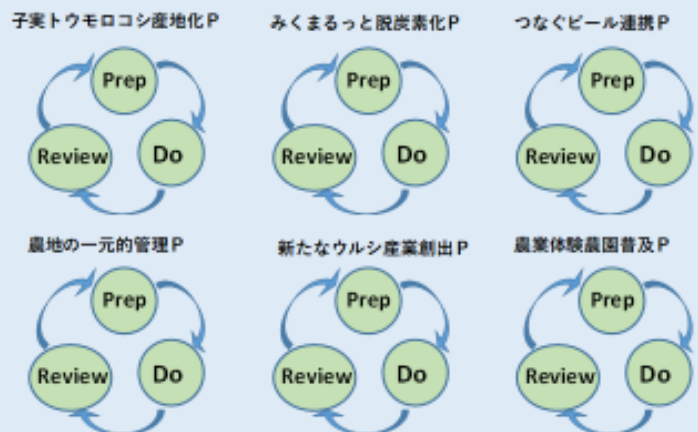 子実トウモロコシ産地化P
みくまるっと脱炭素化P
つなぐビール連携P
Prep
Review
Do
Prep
Review
Do
Prep
Review
Do
農地の一元的管理P
新たなウルシ産業創出P
農業体験農園普及P
Prep
Review
Do
Prep
Review
Do
Prep
Review
Do